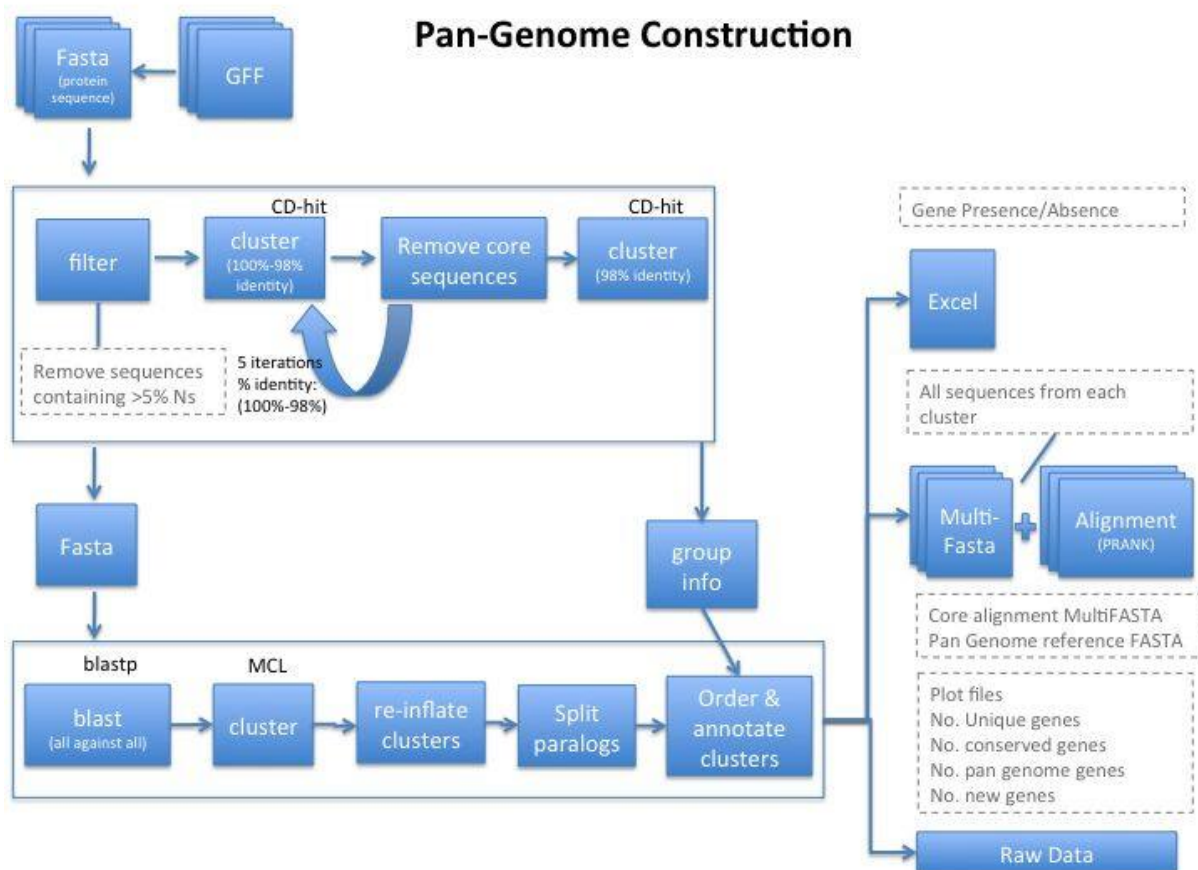 Pan-Genome Construction
Fasta
(protein
sequence)
GFF
CD-hit
CD-hit
filter
cluster
(100%-98%
identity)
Remove core
sequences
cluster
(98% identity)
Remove sequences
containing >5% Ns
5 iterations
% identity:
(100%-98%)
Fasta
group
info
blastp
MCL
blast
(all against all)
cluster
re-inflate
clusters
Split
paralogs
Order &
annotate
clusters
Gene Presence/Absence
Excel
All sequences from each
cluster
Multi-
Fasta
Alignment
(PRANK)
Core alignment MultiFASTA
Pan Genome reference FASTA
Plot files
No. Unique genes
No. conserved genes
No. pan genome genes
No. new genes
Raw Data